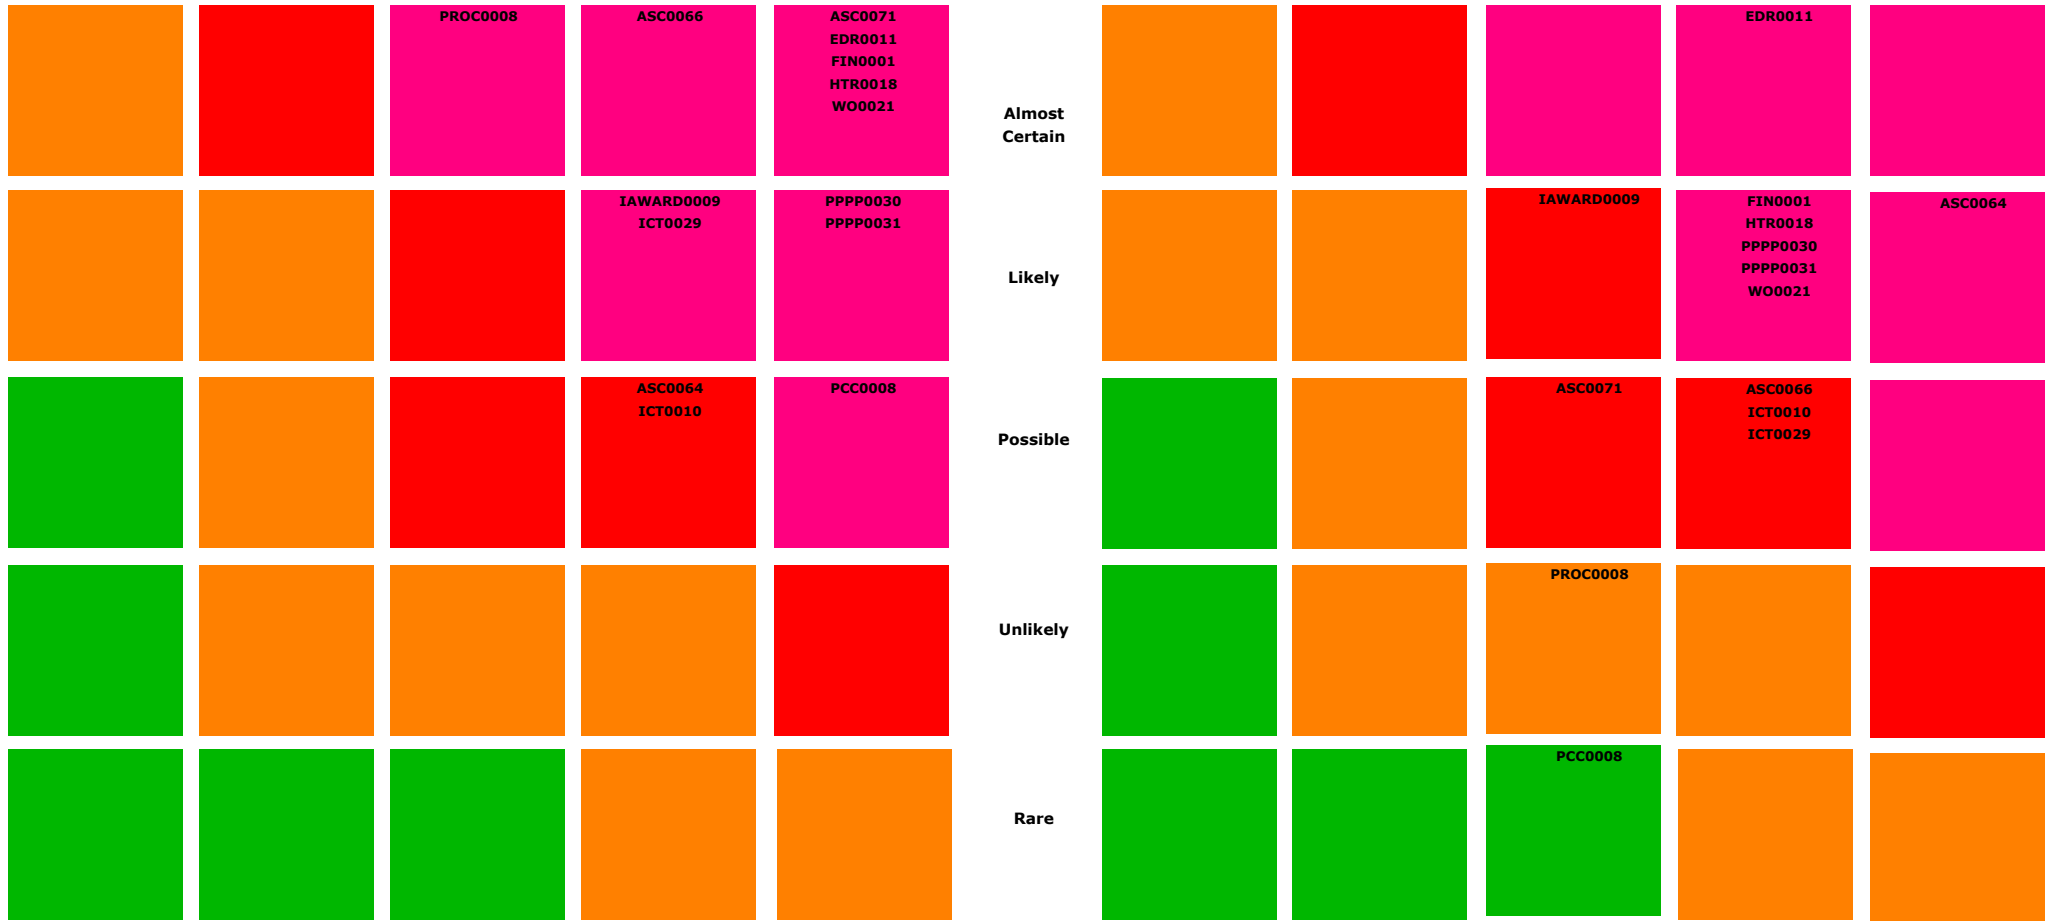 PROC0008
ASC0066
ASC0071
EDR0011
FIN0001
HTR0018
WO0021
Almost
Certain
EDR0011
IAWARD0009
ICT0029
PPPP0030
PPPP0031
Likely
IAWARD0009
FIN0001
HTR0018
PPPP0030
PPPP0031
WO0021
ASC0064
ASC0064
ICT0010
PCC0008
Possible
ASC0071
ASC0066
ICT0010
ICT0029
Unlikely
PROC0008
Rare
PCC0008